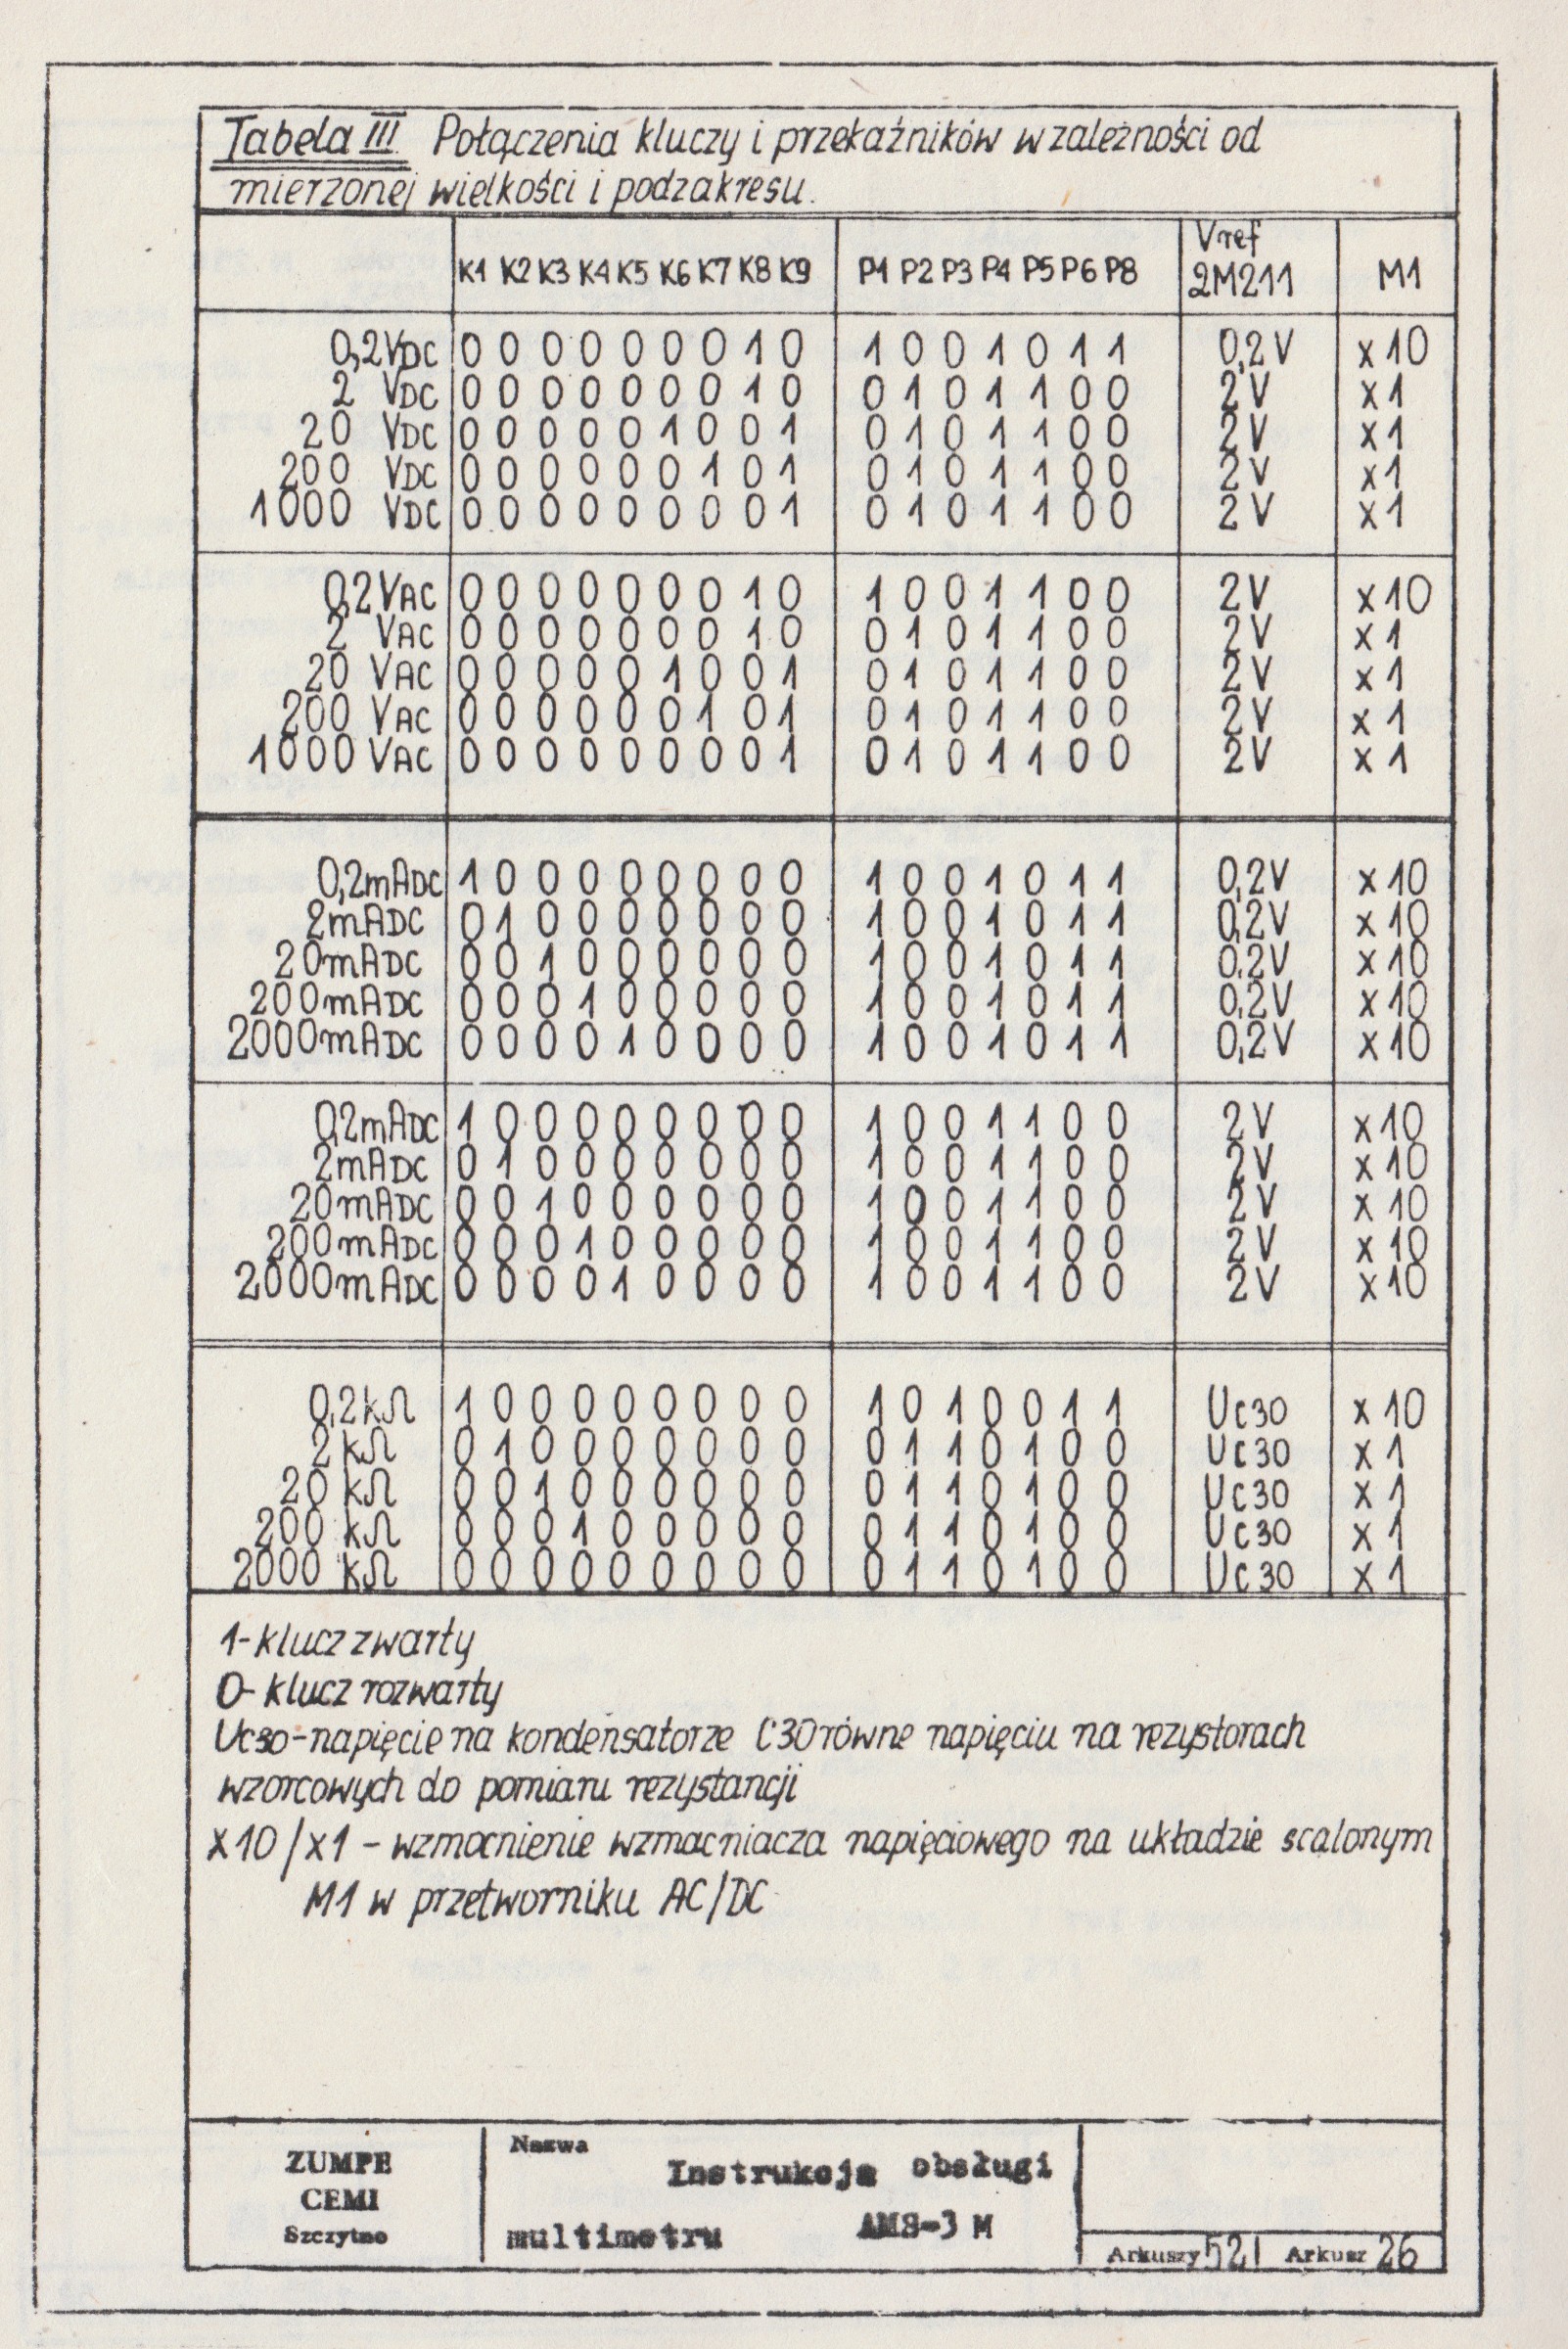 Tabela III. Połączenia kluczy i przekaźników w zależności od
mierzonej wielkości i podzakresu.
K1 K2 K3 K4 K5 K6 K7 K8 K9 P1 P2 P3 P4 P5 P6 P8 Vref 2M211 M1
0,2VDC 0 0 0 0 0 0 0 1 0 1 0 0 1 0 1 1 0,2V x10
2 VDC 0 0 0 0 0 0 0 1 0 0 1 0 1 1 0 0 2V x1
20 VDC 0 0 0 0 0 1 0 0 1 0 1 0 1 1 0 0 2V x1
200 VDC 0 0 0 0 0 0 1 0 1 0 1 0 1 1 0 0 2V x1
1000 VDC 0 0 0 0 0 0 0 0 1 0 1 0 1 1 0 0 2V x1
0,2VAC 0 0 0 0 0 0 0 1 0 1 0 0 1 1 0 0 2V x10
2 VAC 0 0 0 0 0 0 0 1 0 0 1 0 1 1 0 0 2V x1
20 VAC 0 0 0 0 0 1 0 0 1 0 1 0 1 1 0 0 2V x1
200 VAC 0 0 0 0 0 0 1 0 1 0 1 0 1 1 0 0 2V x1
1000 VAC 0 0 0 0 0 0 0 0 1 0 1 0 1 1 0 0 2V x1
0,2mADC 1 0 0 0 0 0 0 0 0 1 0 0 1 0 1 1 0,2V x10
2mADC 0 1 0 0 0 0 0 0 0 1 0 0 1 0 1 1 0,2V x10
20mADC 0 0 1 0 0 0 0 0 0 1 0 0 1 0 1 1 0,2V x10
200mADC 0 0 0 1 0 0 0 0 0 1 0 0 1 0 1 1 0,2V x10
2000mADC 0 0 0 0 1 0 0 0 0 1 0 0 1 0 1 1 0,2V x10
0,2mADC 1 0 0 0 0 0 0 0 0 1 0 0 1 1 0 0 2V x10
2mADC 0 1 0 0 0 0 0 0 0 1 0 0 1 1 0 0 2V x10
20mADC 0 0 1 0 0 0 0 0 0 1 0 0 1 1 0 0 2V x10
200mADC 0 0 0 1 0 0 0 0 0 1 0 0 1 1 0 0 2V x10
2000mADC 0 0 0 0 1 0 0 0 0 1 0 0 1 1 0 0 2V x10
0,2kΩ 1 0 0 0 0 0 0 0 0 1 0 1 0 0 1 1 Uc30 x10
2kΩ 0 1 0 0 0 0 0 0 0 0 1 1 0 1 0 0 Uc30 x1
20 kΩ 0 0 1 0 0 0 0 0 0 0 1 1 0 1 0 0 Uc30 x1
200 kΩ 0 0 0 1 0 0 0 0 0 0 1 1 0 1 0 0 Uc30 x1
2000 kΩ 0 0 0 0 0 0 0 0 0 0 1 1 0 1 0 0 Uc30 x1
1-klucz zwarty
0-klucz rozwarty
Uc30-napięcie na kondensatorze C30 równe napięciu na rezystorach
wzorcowych do pomiaru rezystancji
x10/x1 - wzmocnienie wzmacniacza napięciowego na układzie scalonym
M1 w przetworniku AC/DC
ZUMPE
CEMI
Szczytno
Nazwa
Instrukcja obsługi
multimetru AMS-3 M
Arkuszy 52 Arkusz 26